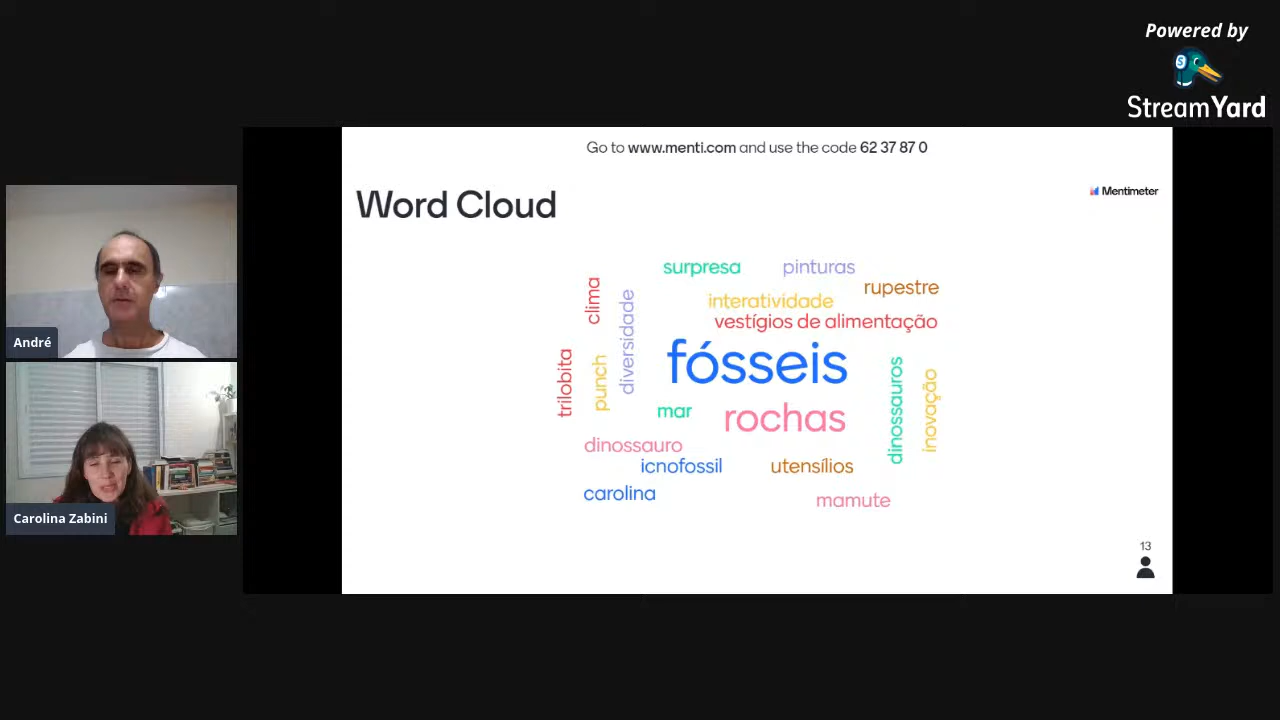 Powered by
StreamYard
Go to www.menti.com and use the code 62 37 87 0
Mentimeter
Word Cloud
surpresa
pinturas
clima
rupestre
diversidade
interatividade
vestígios de alimentação
fósseis
trilobita
punch
dinossauros
inovação
mar
rochas
dinossauro
icnofossil
utensílios
carolina
mamute
13
André
Carolina Zabini